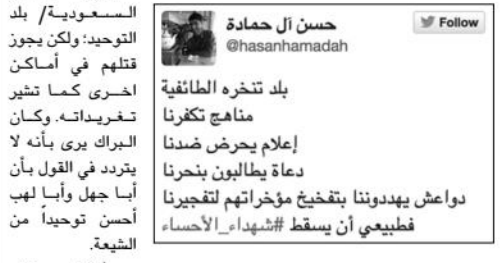 السعودية/ بلد
التوحيد؛ ولكن يجوز
قتلهم في أماكن
اخرى كما تشير
تغريداته. وكان
البراك يرى بأنه لا
يتردد في القول بأن
أبا جهل وأبا لهب
أحسن توحيداً من
الشيعة.
حسن آل حمادة
@hasanhamadah
Follow
بلد تنخره الطائفية
مناهج تكفرنا
إعلام يحرض ضدنا
دعاة يطالبون بنحرنا
دواعش يهددوننا بتفخيخ مؤخراتهم لتفجيرنا
فطبيعي أن يسقط #شهداء_الأحساء